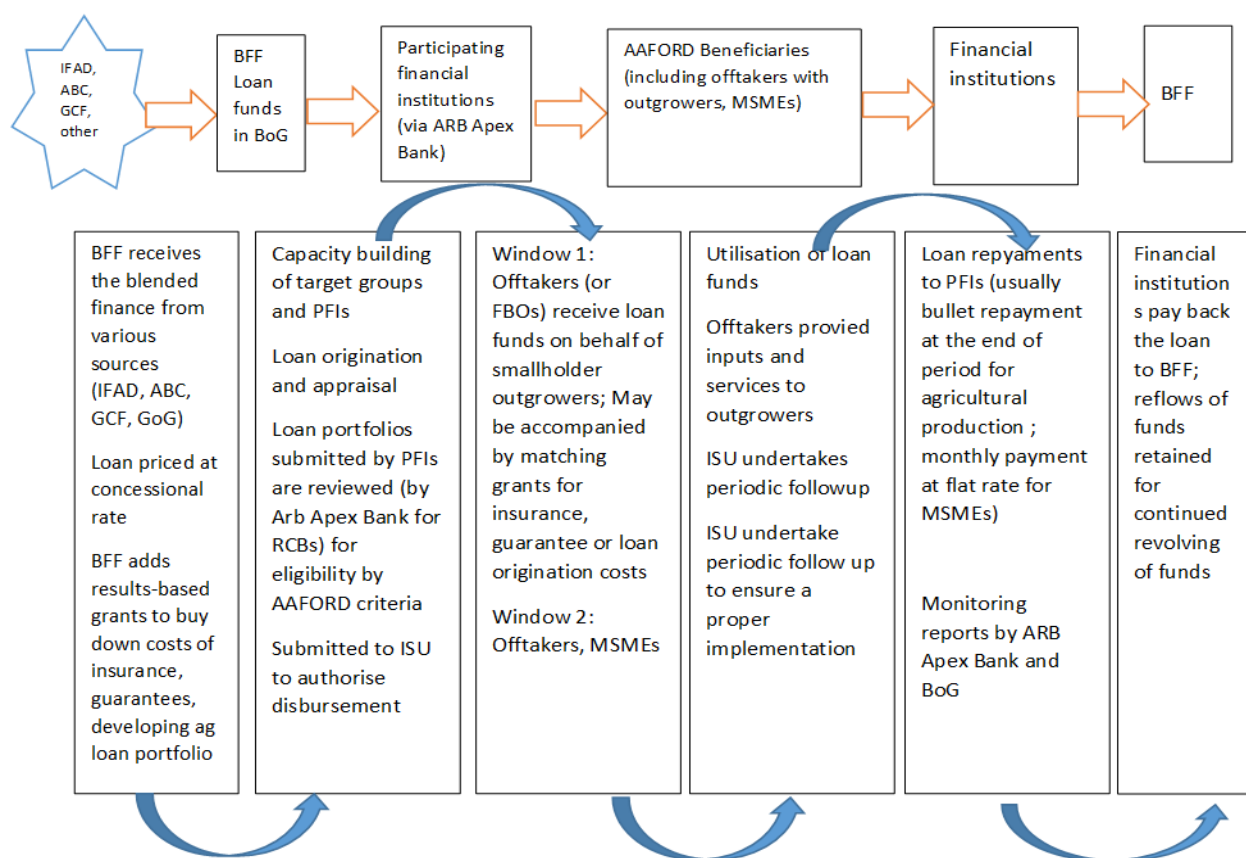 IFAD,
ABC,
GCF,
other
BFF
Loan
funds
in BoG
Participating
financial
institutions
(via ARB Apex
Bank)
AAFORD Beneficiaries
(including offtakers with
outgrowers, MSMEs)
Financial
institutions
BFF
BFF receives
the blended
finance from
various
sources
(IFAD, ABC,
GCF, GoG)
Loan priced at
concessional
rate
BFF adds
results-based
grants to buy
down costs of
insurance,
guarantees,
developing ag
loan portfolio
Capacity building
of target groups
and PFIs
Loan origination
and appraisal
Loan portfolios
submitted by PFIs
are reviewed (by
Arb Apex Bank for
RCBs) for
eligibility by
AAFORD criteria
Submitted to ISU
to authorise
disbursement
Window 1:
Offtakers (or
FBOs) receive loan
funds on behalf of
smallholder
outgrowers; May
be accompanied
by matching
grants for
insurance,
guarantee or loan
origination costs
Window 2:
Offtakers, MSMEs
Utilisation of loan
funds
Offtakers provied
inputs and
services to
outgrowers
ISU undertakes
periodic followup
ISU undertake
periodic follow up
to ensure a
proper
implementation
Loan repyaments
to PFIs (usually
bullet repayment
at the end of
period for
agricultural
production ;
monthly payment
at flat rate for
MSMEs)
Monitoring
reports by ARB
Apex Bank and
BoG
Financial
institution
s pay back
the loan
to BFF;
reflows of
funds
retained
for
continued
revolving
of funds